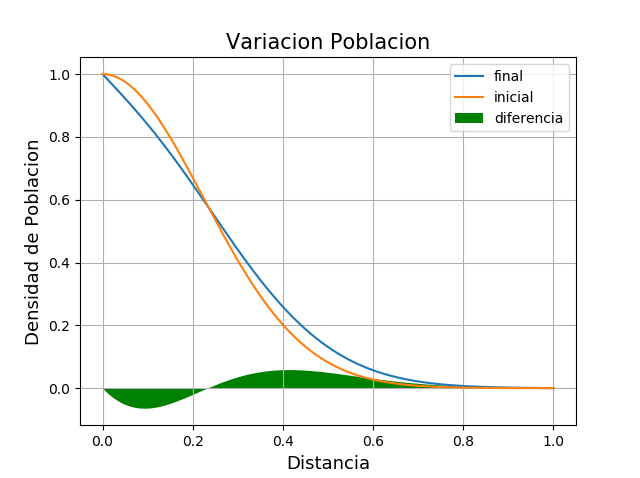 Variacion Poblacion
final
inicial
diferencia
Densidad de Poblacion
1.0
0.8
0.6
0.4
0.2
0.0
0.0 0.2 0.4 0.6 0.8 1.0
Distancia